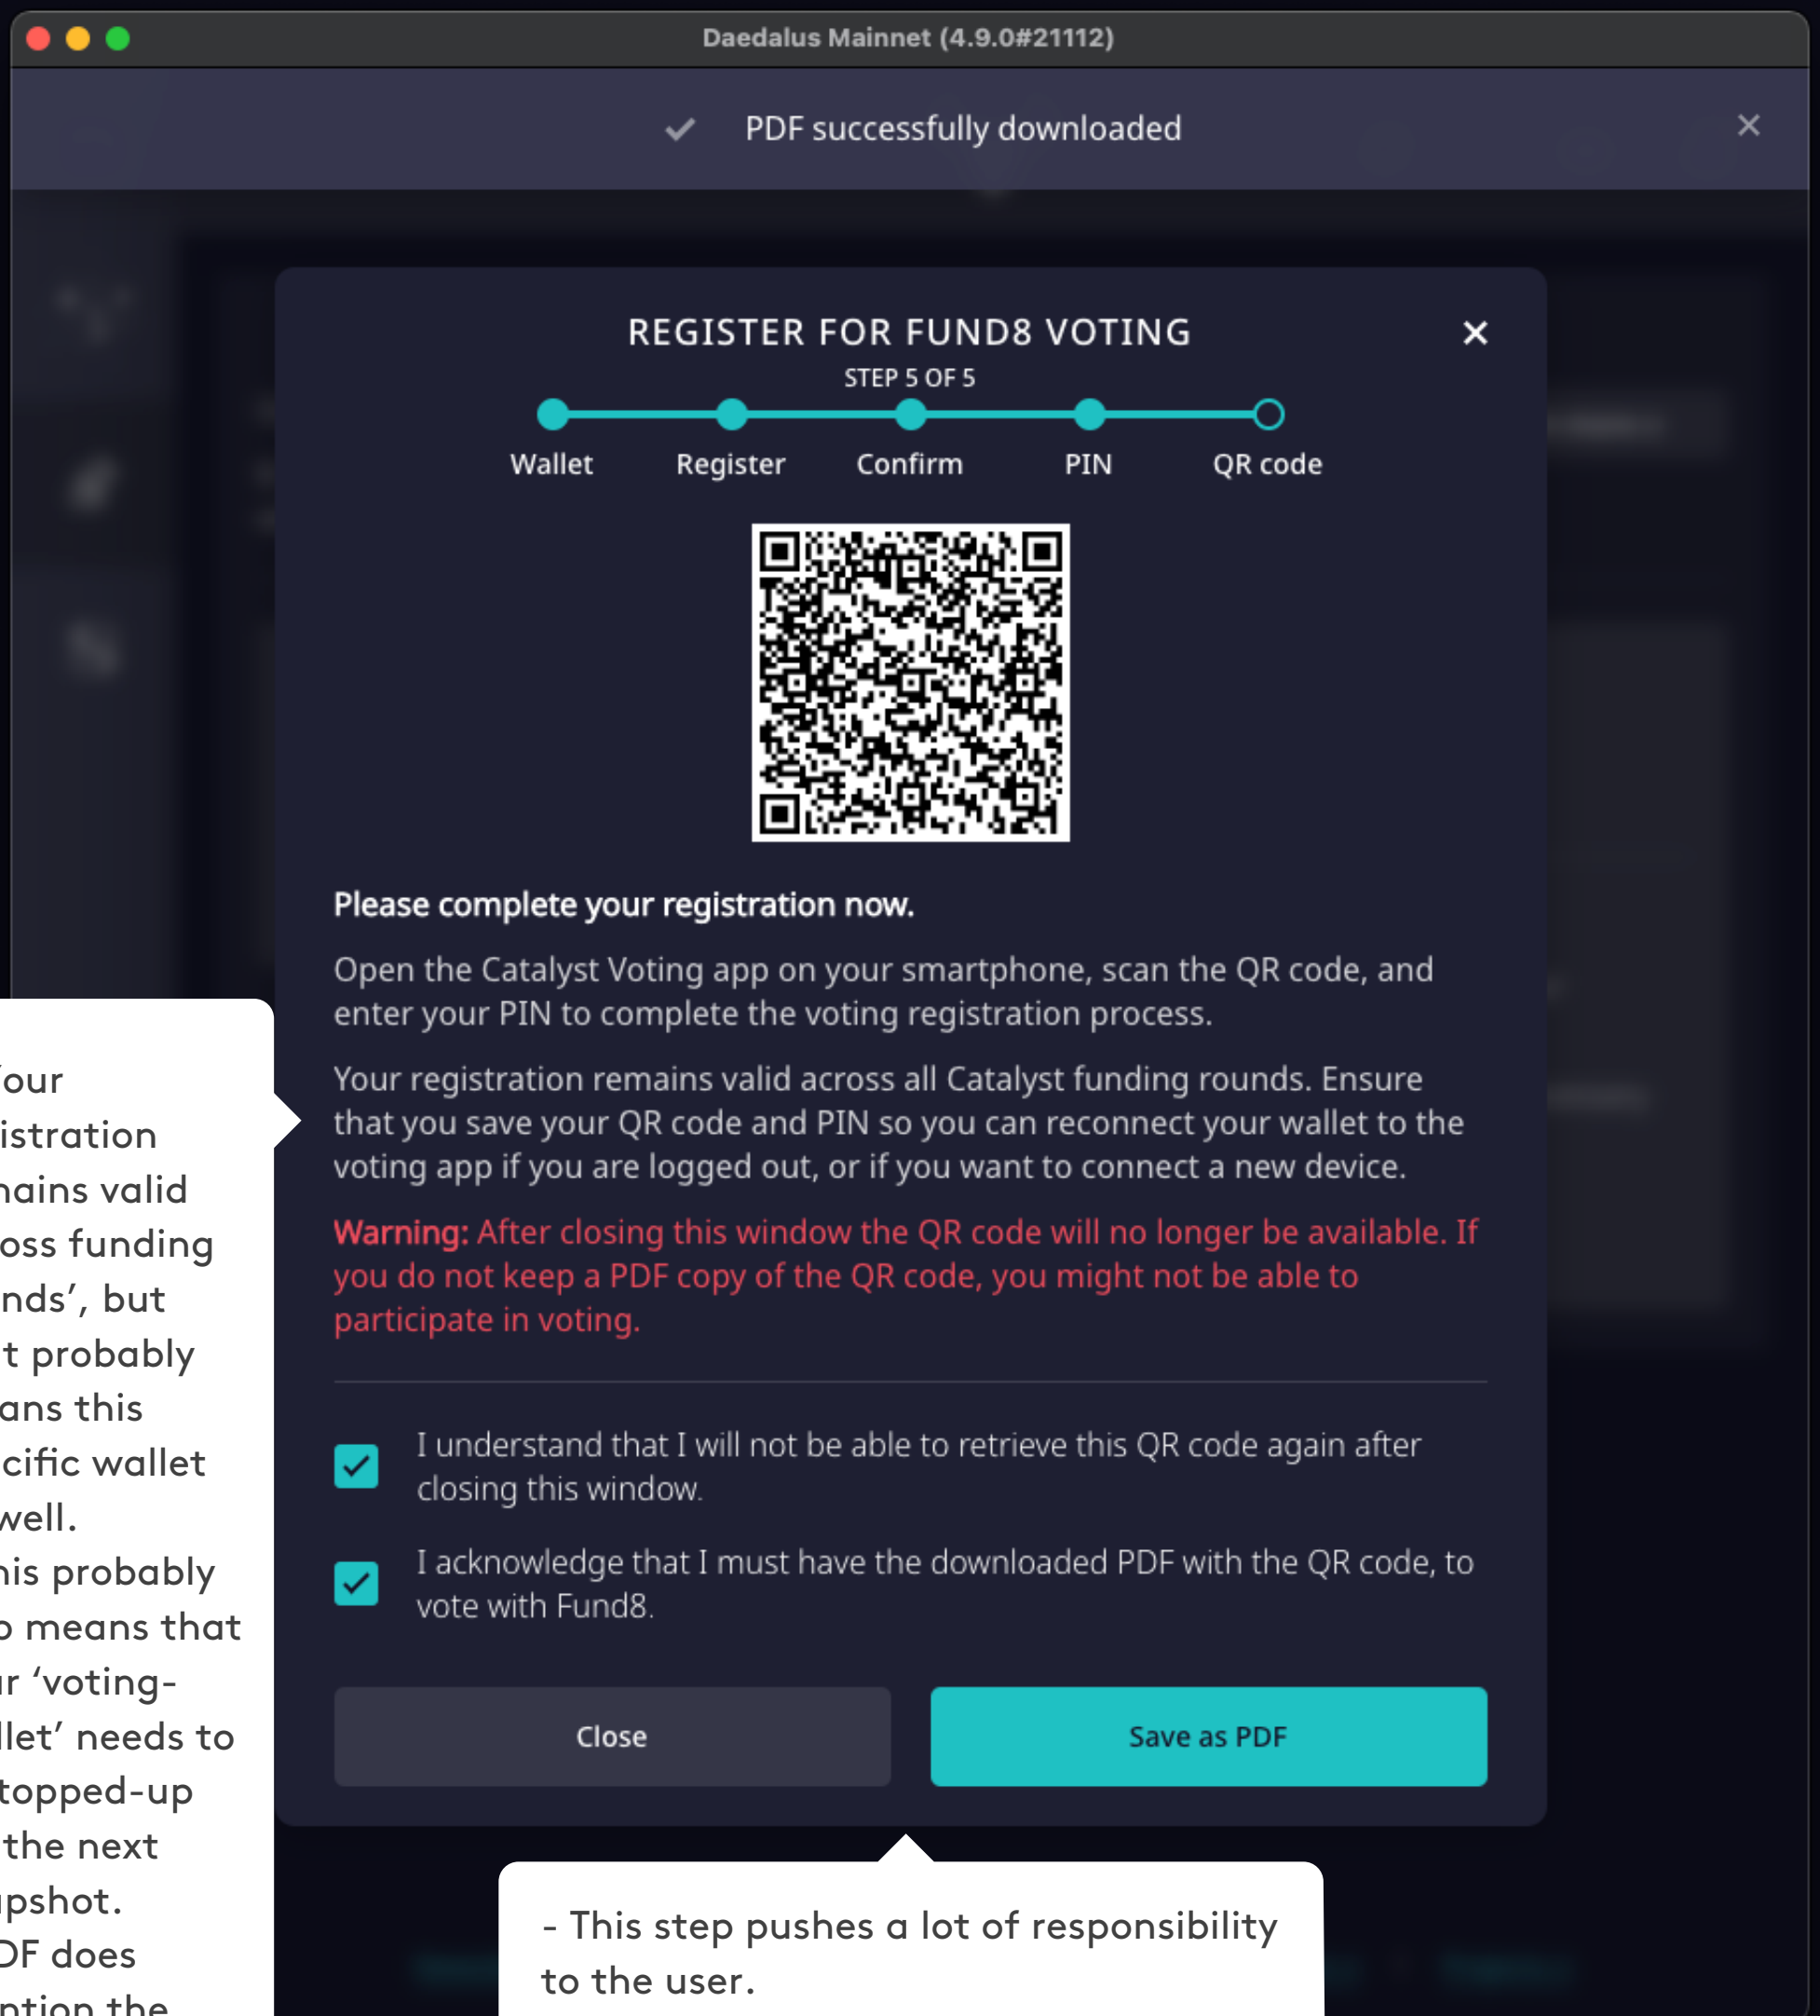 Daedalus Mainnet (4.9.0#21112)
PDF successfully downloaded
REGISTER FOR FUND8 VOTING
STEP 5 OF 5
Wallet Register Confirm PIN QR code
Please complete your registration now.
Open the Catalyst Voting app on your smartphone, scan the QR code, and
enter your PIN to complete the voting registration process.
Your registration remains valid across all Catalyst funding rounds. Ensure
that you save your QR code and PIN so you can reconnect your wallet to the
voting app if you are logged out, or if you want to connect a new device.
Warning: After closing this window the QR code will no longer be available. If
you do not keep a PDF copy of the QR code, you might not be able to
participate in voting.
I understand that I will not be able to retrieve this QR code again after
closing this window.
I acknowledge that I must have the downloaded PDF with the QR code, to
vote with Fund8.
Close Save as PDF
our
istration
ains valid
oss funding
nds’, but
t probably
ans this
cific wallet
well.
his probably
o means that
r ‘voting-
llet’ needs to
topped-up
the next
pshot.
DF does
ntion the
- This step pushes a lot of responsibility
to the user.